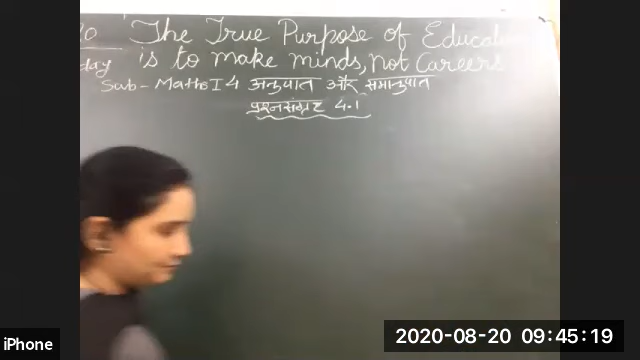 The True Purpose of Education
is to make minds, not Careers
Sub- Maths I 4 अनुपात और समानुपात
प्रश्नसंग्रह 4.1
iPhone
2020-08-20 09:45:19